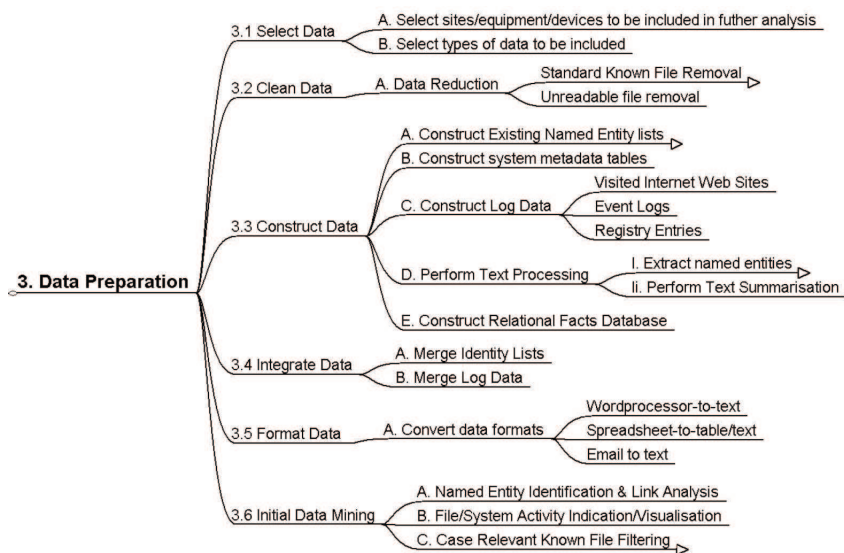 3. Data Preparation
3.1 Select Data
A. Select sites/equipment/devices to be included in futher analysis
B. Select types of data to be included
3.2 Clean Data
A. Data Reduction
Standard Known File Removal
Unreadable file removal
3.3 Construct Data
A. Construct Existing Named Entity lists
B. Construct system metadata tables
C. Construct Log Data
Visited Internet Web Sites
Event Logs
Registry Entries
D. Perform Text Processing
I. Extract named entities
Ii. Perform Text Summarisation
E. Construct Relational Facts Database
3.4 Integrate Data
A. Merge Identity Lists
B. Merge Log Data
3.5 Format Data
A. Convert data formats
Wordprocessor-to-text
Spreadsheet-to-table/text
Email to text
3.6 Initial Data Mining
A. Named Entity Identification & Link Analysis
B. File/System Activity Indication/Visualisation
C. Case Relevant Known File Filtering